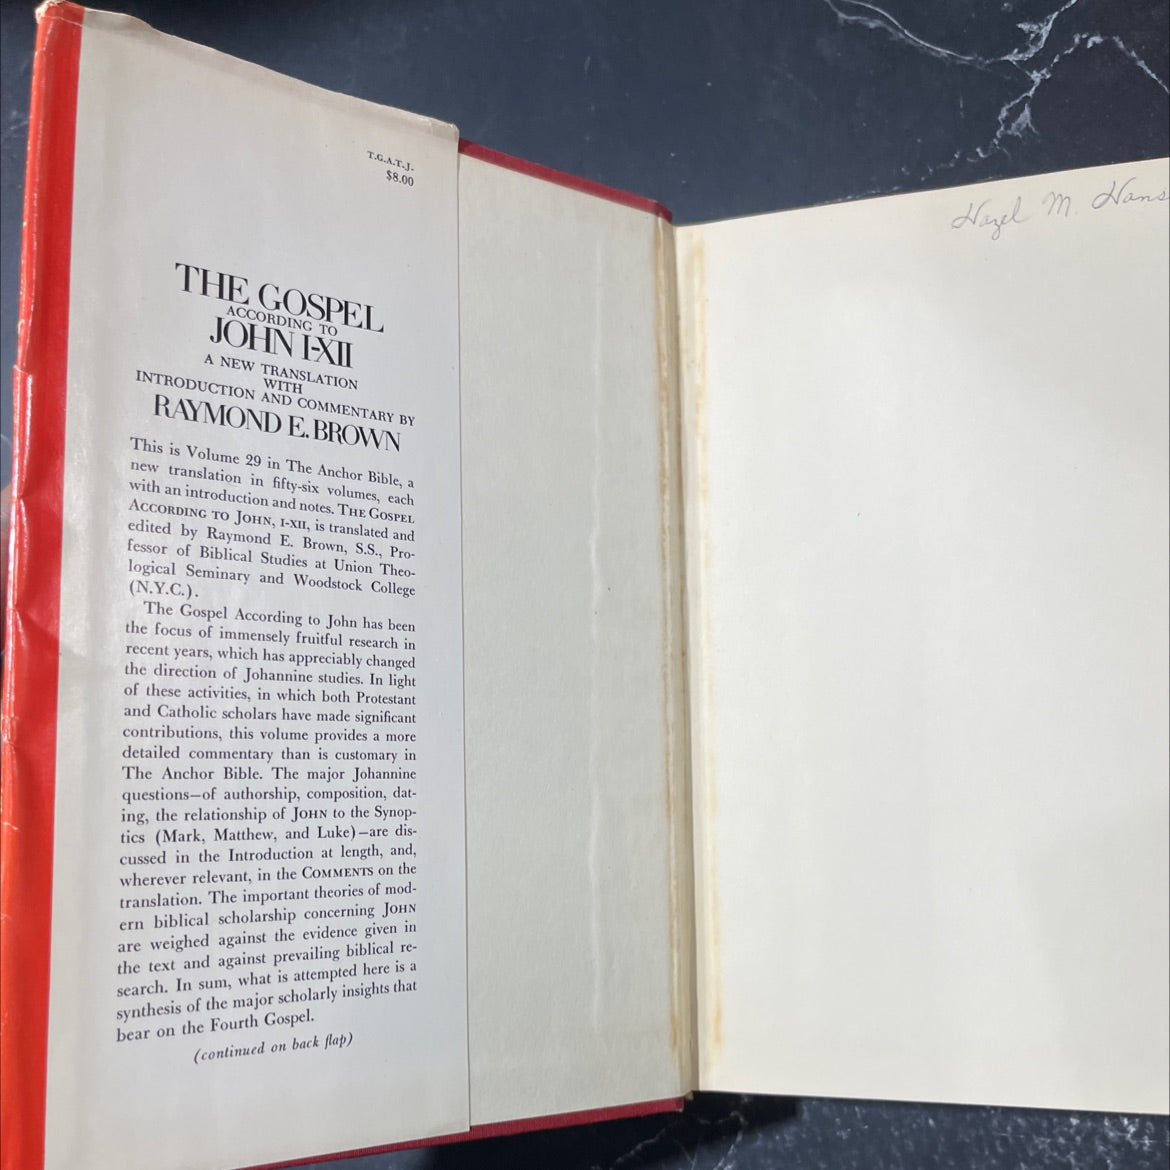 T.G.A.T.J.
$8.00
THE GOSPEL
ACCORDING TO
JOHN I-XII
A NEW TRANSLATION
WITH
INTRODUCTION AND COMMENTARY BY
RAYMOND E. BROWN
This is Volume 29 in The Anchor Bible, a
new translation in fifty-six volumes, each
with an introduction and notes. THE GOSPEL
ACCORDING TO JOHN, I-XII, is translated and
edited by Raymond E. Brown, S.S., Pro-
fessor of Biblical Studies at Union Theo-
logical Seminary and Woodstock College
(N.Y.C.).
The Gospel According to John has been
the focus of immensely fruitful research in
recent years, which has appreciably changed
the direction of Johannine studies. In light
of these activities, in which both Protestant
and Catholic scholars have made significant
contributions, this volume provides a more
detailed commentary than is customary in
The Anchor Bible. The major Johannine
questions—of authorship, composition, dat-
ing, the relationship of JOHN to the Synop-
tics (Mark, Matthew, and Luke)—are dis-
cussed in the Introduction at length, and,
wherever relevant, in the COMMENTS on the
translation. The important theories of mod-
ern biblical scholarship concerning JOHN
are weighed against the evidence given in
the text and against prevailing biblical re-
search. In sum, what is attempted here is a
synthesis of the major scholarly insights that
bear on the Fourth Gospel.
(continued on back flap)
Hazel M. Hans